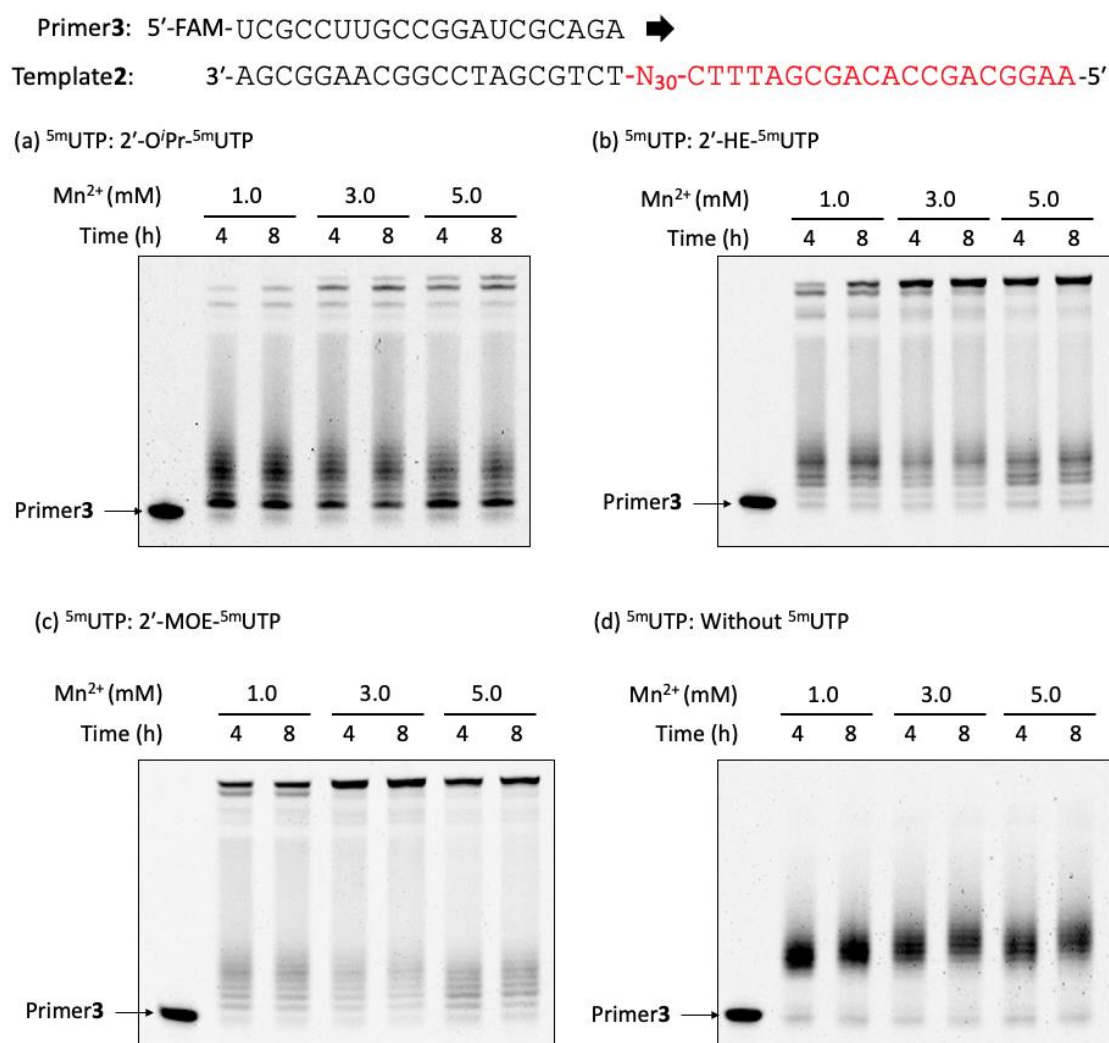 Primer3: 5′-FAM-UCGCCUUGCCGGAUCGCAGA
Template2: 3′-AGCGGAACGGCCTAGCGTCT-N30-CTTTAGCGACACCGACGGAA-5′
(a) 5mUTP: 2′-OiPr-5mUTP
Mn2+ (mM) 1.0 3.0 5.0
Time (h) 4 8 4 8 4 8
Primer3
(b) 5mUTP: 2′-HE-5mUTP
Mn2+ (mM) 1.0 3.0 5.0
Time (h) 4 8 4 8 4 8
Primer3
(c) 5mUTP: 2′-MOE-5mUTP
Mn2+ (mM) 1.0 3.0 5.0
Time (h) 4 8 4 8 4 8
Primer3
(d) 5mUTP: Without 5mUTP
Mn2+ (mM) 1.0 3.0 5.0
Time (h) 4 8 4 8 4 8
Primer3